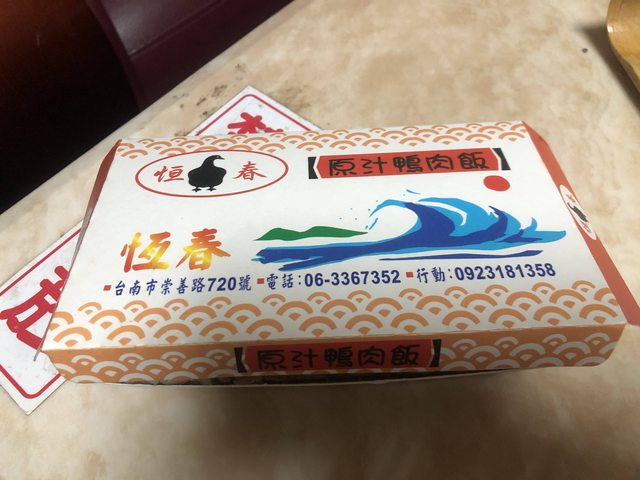 恒春
【原汁鴨肉飯】
恆春
▪台南市崇善路720號 ▪電話:06-3367352 ▪行動:0923181358
【原汁鴨肉飯】